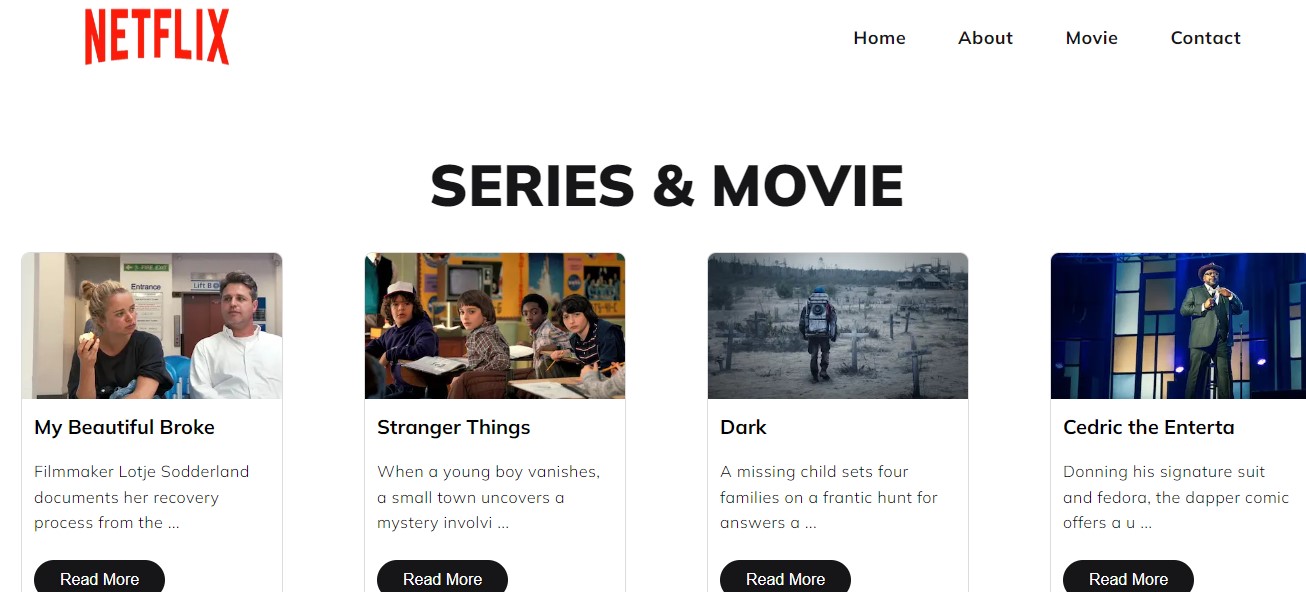 NETFLIX
Home About Movie Contact
SERIES & MOVIE
Entrance
Lift B
My Beautiful Broke
Filmmaker Lotje Sodderland
documents her recovery
process from the ...
Read More
Stranger Things
When a young boy vanishes,
a small town uncovers a
mystery involvi ...
Read More
Dark
A missing child sets four
families on a frantic hunt for
answers a ...
Read More
Cedric the Enterta
Donning his signature suit
and fedora, the dapper comic
offers a u ...
Read More